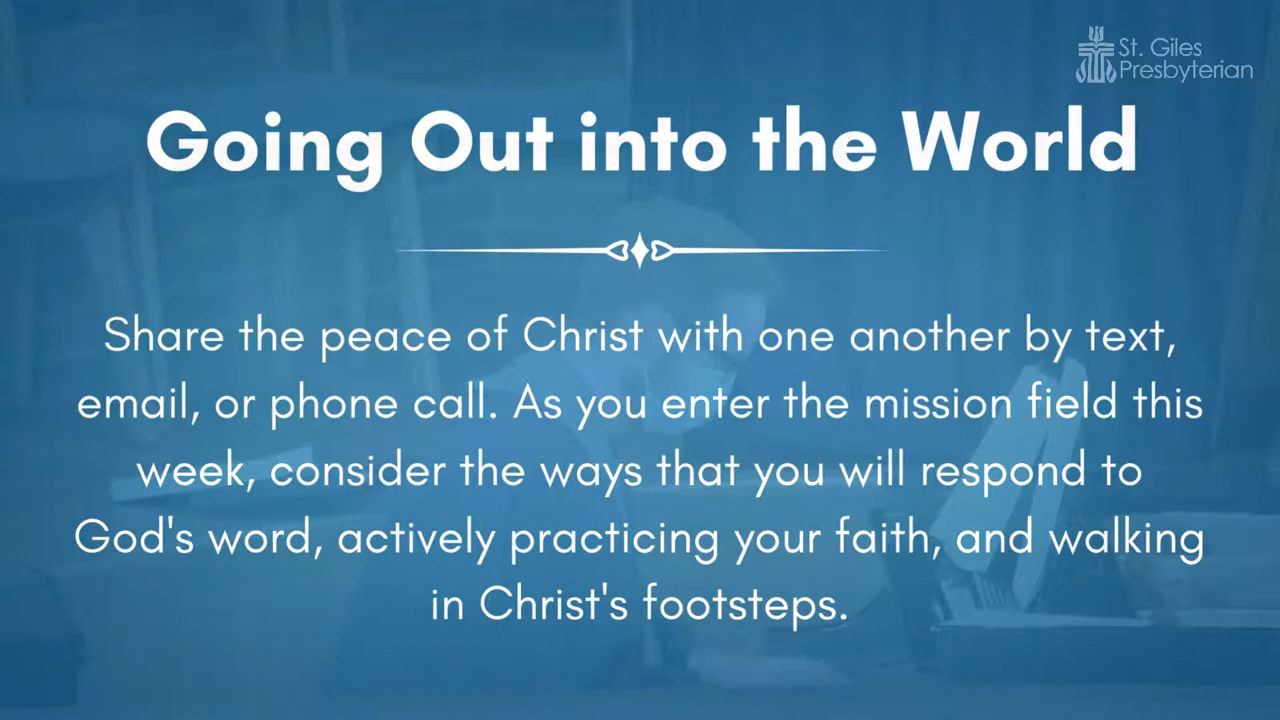 St. Giles
Presbyterian
Going Out into the World
Share the peace of Christ with one another by text,
email, or phone call. As you enter the mission field this
week, consider the ways that you will respond to
God's word, actively practicing your faith, and walking
in Christ's footsteps.